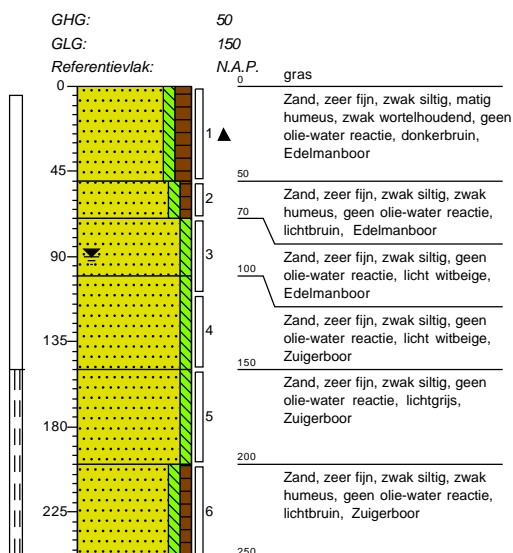 GHG: 50
GLG: 150
Referentievlak: N.A.P.
0
45
90
135
180
225
1
2
3
4
5
6
0 gras
Zand, zeer fijn, zwak siltig, matig
humeus, zwak wortelhoudend, geen
olie-water reactie, donkerbruin,
Edelmanboor
50
Zand, zeer fijn, zwak siltig, zwak
humeus, geen olie-water reactie,
lichtbruin, Edelmanboor
70
Zand, zeer fijn, zwak siltig, geen
olie-water reactie, licht witbeige,
Edelmanboor
100
Zand, zeer fijn, zwak siltig, geen
olie-water reactie, licht witbeige,
Zuigerboor
150
Zand, zeer fijn, zwak siltig, geen
olie-water reactie, lichtgrijs,
Zuigerboor
200
Zand, zeer fijn, zwak siltig, zwak
humeus, geen olie-water reactie,
lichtbruin, Zuigerboor
250